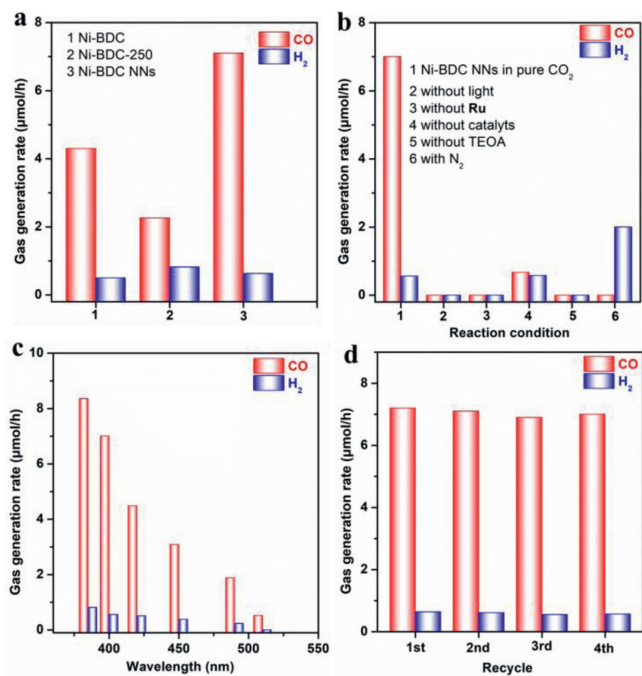 a
8
6
4
2
0
Gas generation rate (μmol/h)
1 Ni-BDC
2 Ni-BDC-250
3 Ni-BDC NNs
CO
H2
1 2 3
b
8
6
4
2
0
Gas generation rate (μmol/h)
CO
H2
1 Ni-BDC NNs in pure CO2
2 without light
3 without Ru
4 without catalyts
5 without TEOA
6 with N2
1 2 3 4 5 6
Reaction condition
c
10
8
6
4
2
0
Gas generation rate (μmol/h)
CO
H2
400 450 500 550
Wavelength (nm)
d
8
6
4
2
0
Gas generation rate (μmol/h)
CO
H2
1st 2nd 3rd 4th
Recycle